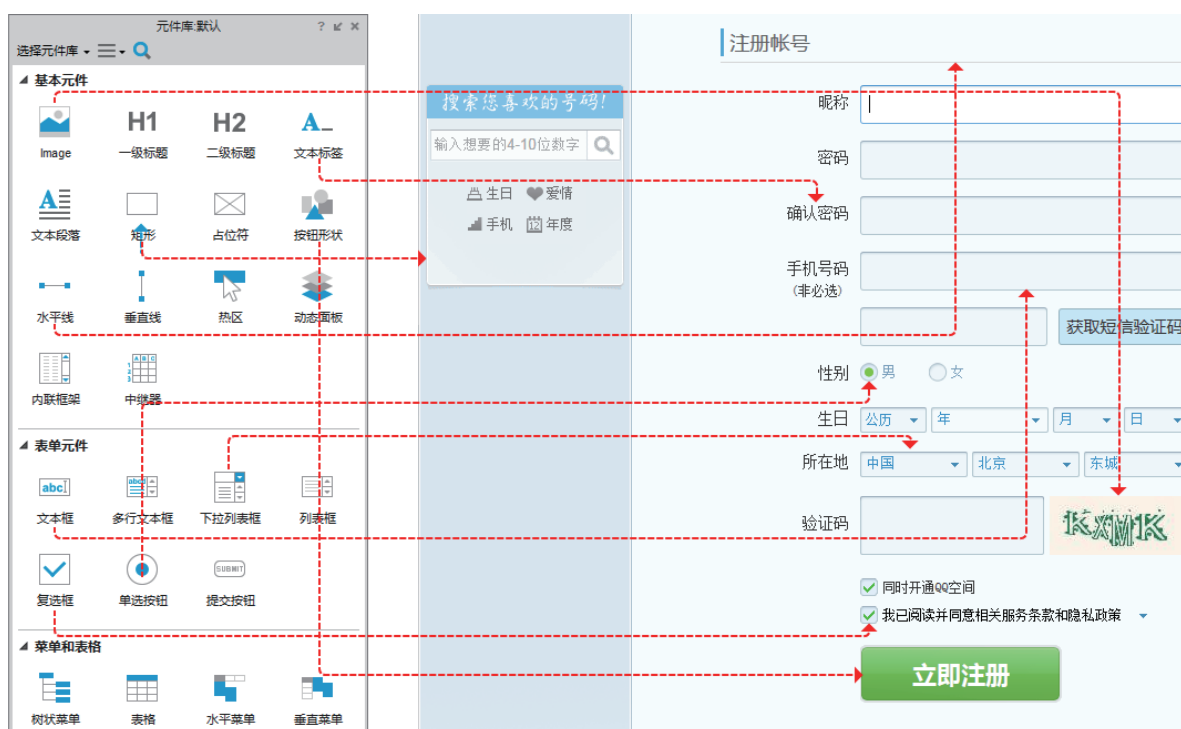 元件库:默认
? ×
选择元件库
基本元件
Image
H1
一级标题
H2
二级标题
A_
文本标签
A
文本段落
矩形
占位符
按钮形状
水平线
垂直线
热区
动态面板
内联框架
A B C
1
2
3
中继器
表单元件
abc
文本框
abc
多行文本框
abc
下拉列表框
列表框
复选框
单选按钮
SUBMIT
提交按钮
菜单和表格
树状菜单
表格
水平菜单
垂直菜单
搜索您喜欢的号码!
输入想要的4-10位数字
生日 爱情
手机 12 年度
注册帐号
昵称
密码
确认密码
手机号码
(非必选)
获取短信验证码
性别 男 女
生日 公历 年 月 日
所在地 中国 北京 东城
验证码 KXMK
同时开通QQ空间
我已阅读并同意相关服务条款和隐私政策
立即注册